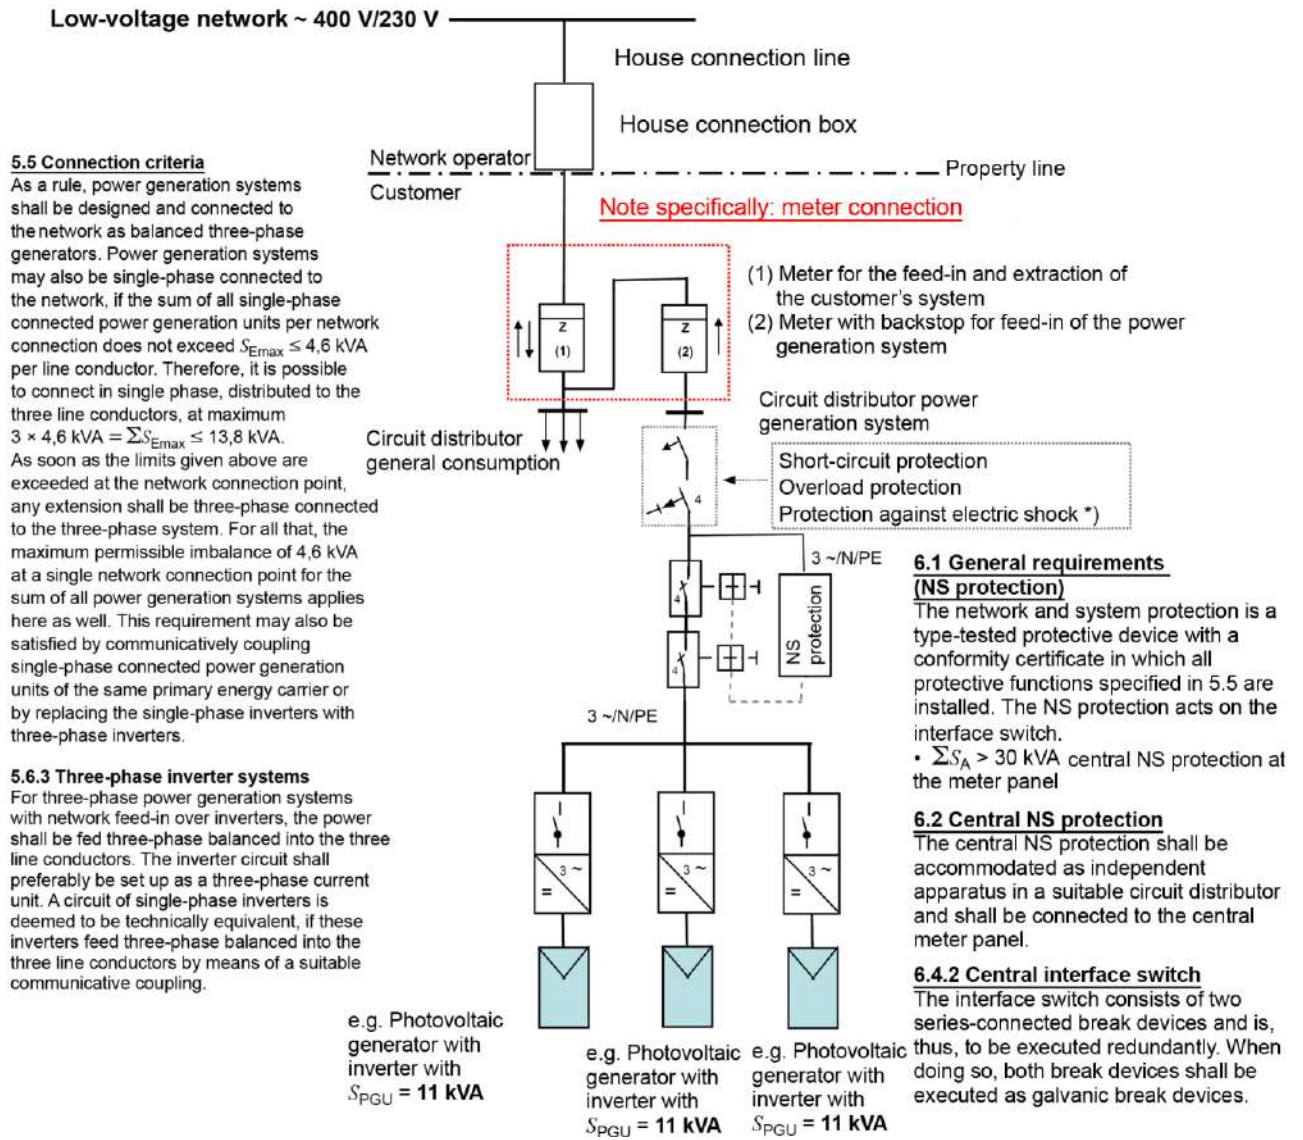 Low-voltage network ~ 400 V/230 V
House connection line
House connection box
Network operator
Property line
Customer
Note specifically: meter connection
5.5 Connection criteria
As a rule, power generation systems
shall be designed and connected to
the network as balanced three-phase
generators. Power generation systems
may also be single-phase connected to
the network, if the sum of all single-phase
connected power generation units per network
connection does not exceed S_Emax ≤ 4,6 kVA
per line conductor. Therefore, it is possible
to connect in single phase, distributed to the
three line conductors, at maximum
3 × 4,6 kVA = ∑S_Emax ≤ 13,8 kVA.
As soon as the limits given above are
exceeded at the network connection point,
any extension shall be three-phase connected
to the three-phase system. For all that, the
maximum permissible imbalance of 4,6 kVA
at a single network connection point for the
sum of all power generation systems applies
here as well. This requirement may also be
satisfied by communicatively coupling
single-phase connected power generation
units of the same primary energy carrier or
by replacing the single-phase inverters with
three-phase inverters.
5.6.3 Three-phase inverter systems
For three-phase power generation systems
with network feed-in over inverters, the power
shall be fed three-phase balanced into the three
line conductors. The inverter circuit shall
preferably be set up as a three-phase current
unit. A circuit of single-phase inverters is
deemed to be technically equivalent, if these
inverters feed three-phase balanced into the
three line conductors by means of a suitable
communicative coupling.
Z
(1)
Z
(2)
(1) Meter for the feed-in and extraction of
the customer's system
(2) Meter with backstop for feed-in of the power
generation system
Circuit distributor
general consumption
Circuit distributor power
generation system
4
Short-circuit protection
Overload protection
Protection against electric shock *)
3 ~/N/PE
4
4
NS
protection
3 ~/N/PE
3 ~
=
3 ~
=
3 ~
=
e.g. Photovoltaic
generator with
inverter with
S_PGU = 11 kVA
e.g. Photovoltaic
generator with
inverter with
S_PGU = 11 kVA
e.g. Photovoltaic
generator with
inverter with
S_PGU = 11 kVA
6.1 General requirements
(NS protection)
The network and system protection is a
type-tested protective device with a
conformity certificate in which all
protective functions specified in 5.5 are
installed. The NS protection acts on the
interface switch.
• ∑S_A > 30 kVA central NS protection at
the meter panel
6.2 Central NS protection
The central NS protection shall be
accommodated as independent
apparatus in a suitable circuit distributor
and shall be connected to the central
meter panel.
6.4.2 Central interface switch
The interface switch consists of two
series-connected break devices and is,
thus, to be executed redundantly. When
doing so, both break devices shall be
executed as galvanic break devices.